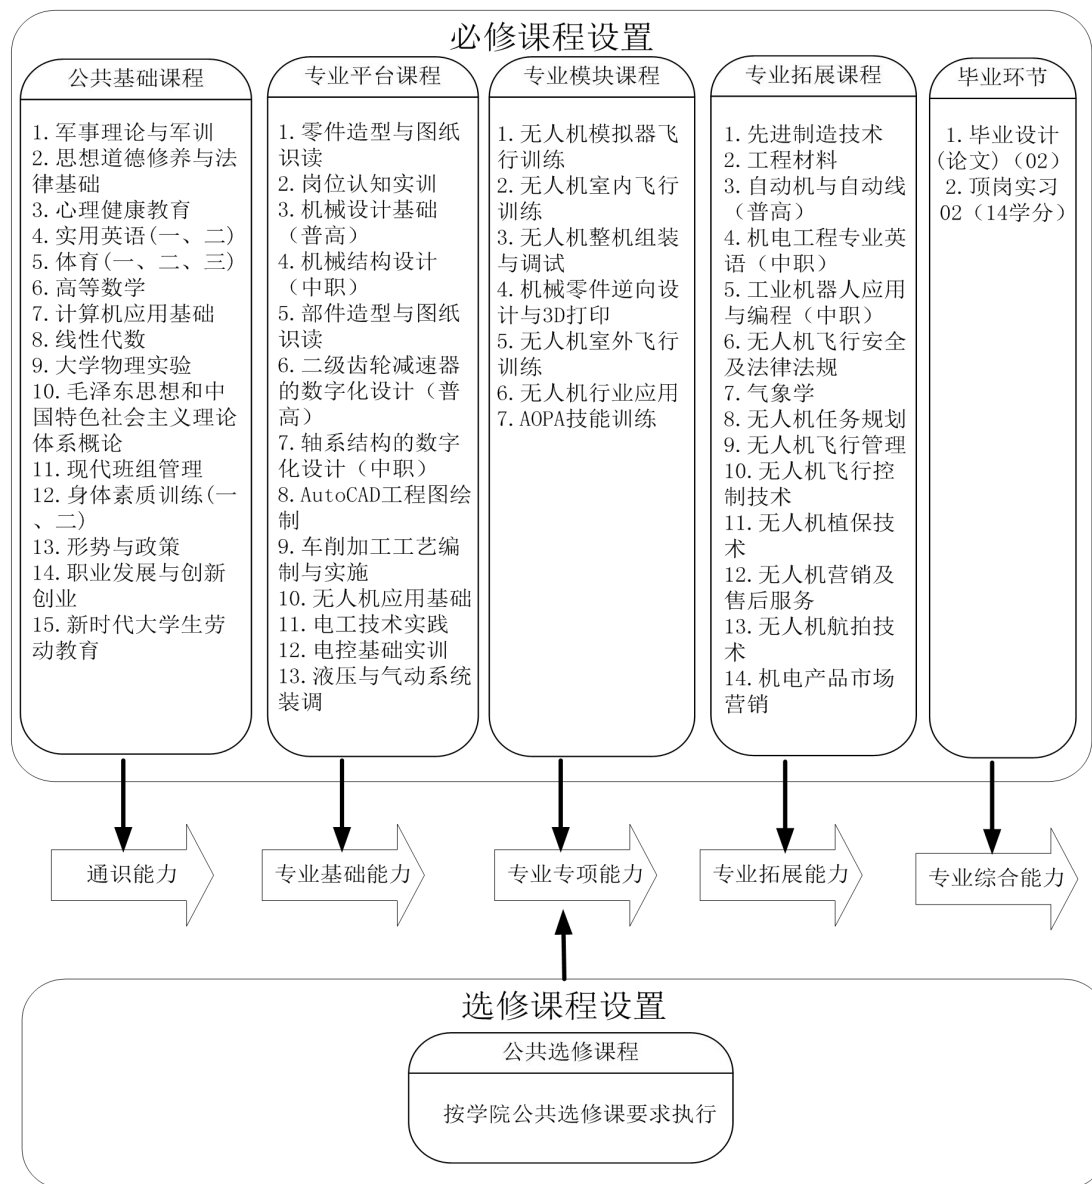 必修课程设置
公共基础课程
1. 军事理论与军训
2. 思想道德修养与法
律基础
3. 心理健康教育
4. 实用英语(一、二)
5. 体育(一、二、三)
6. 高等数学
7. 计算机应用基础
8. 线性代数
9. 大学物理实验
10. 毛泽东思想和中
国特色社会主义理论
体系概论
11. 现代班组管理
12. 身体素质训练(一
、二)
13. 形势与政策
14. 职业发展与创新
创业
15. 新时代大学生劳
动教育
专业平台课程
1. 零件造型与图纸
识读
2. 岗位认知实训
3. 机械设计基础
（普高）
4. 机械结构设计
（中职）
5. 部件造型与图纸
识读
6. 二级齿轮减速器
的数字化设计（普
高）
7. 轴系结构的数字
化设计（中职）
8. AutoCAD工程图绘
制
9. 车削加工工艺编
制与实施
10. 无人机应用基础
11. 电工技术实践
12. 电控基础实训
13. 液压与气动系统
装调
专业模块课程
1. 无人机模拟器飞
行训练
2. 无人机室内飞行
训练
3. 无人机整机组装
与调试
4. 机械零件逆向设
计与3D打印
5. 无人机室外飞行
训练
6. 无人机行业应用
7. AOPA技能训练
专业拓展课程
1. 先进制造技术
2. 工程材料
3. 自动机与自动线
（普高）
4. 机电工程专业英
语（中职）
5. 工业机器人应用
与编程（中职）
6. 无人机飞行安全
及法律法规
7. 气象学
8. 无人机任务规划
9. 无人机飞行管理
10. 无人机飞行控
制技术
11. 无人机植保技
术
12. 无人机营销及
售后服务
13. 无人机航拍技
术
14. 机电产品市场
营销
毕业环节
1. 毕业设计
(论文)（02）
2. 顶岗实习
02（14学分）
通识能力
专业基础能力
专业专项能力
专业拓展能力
专业综合能力
选修课程设置
公共选修课程
按学院公共选修课要求执行